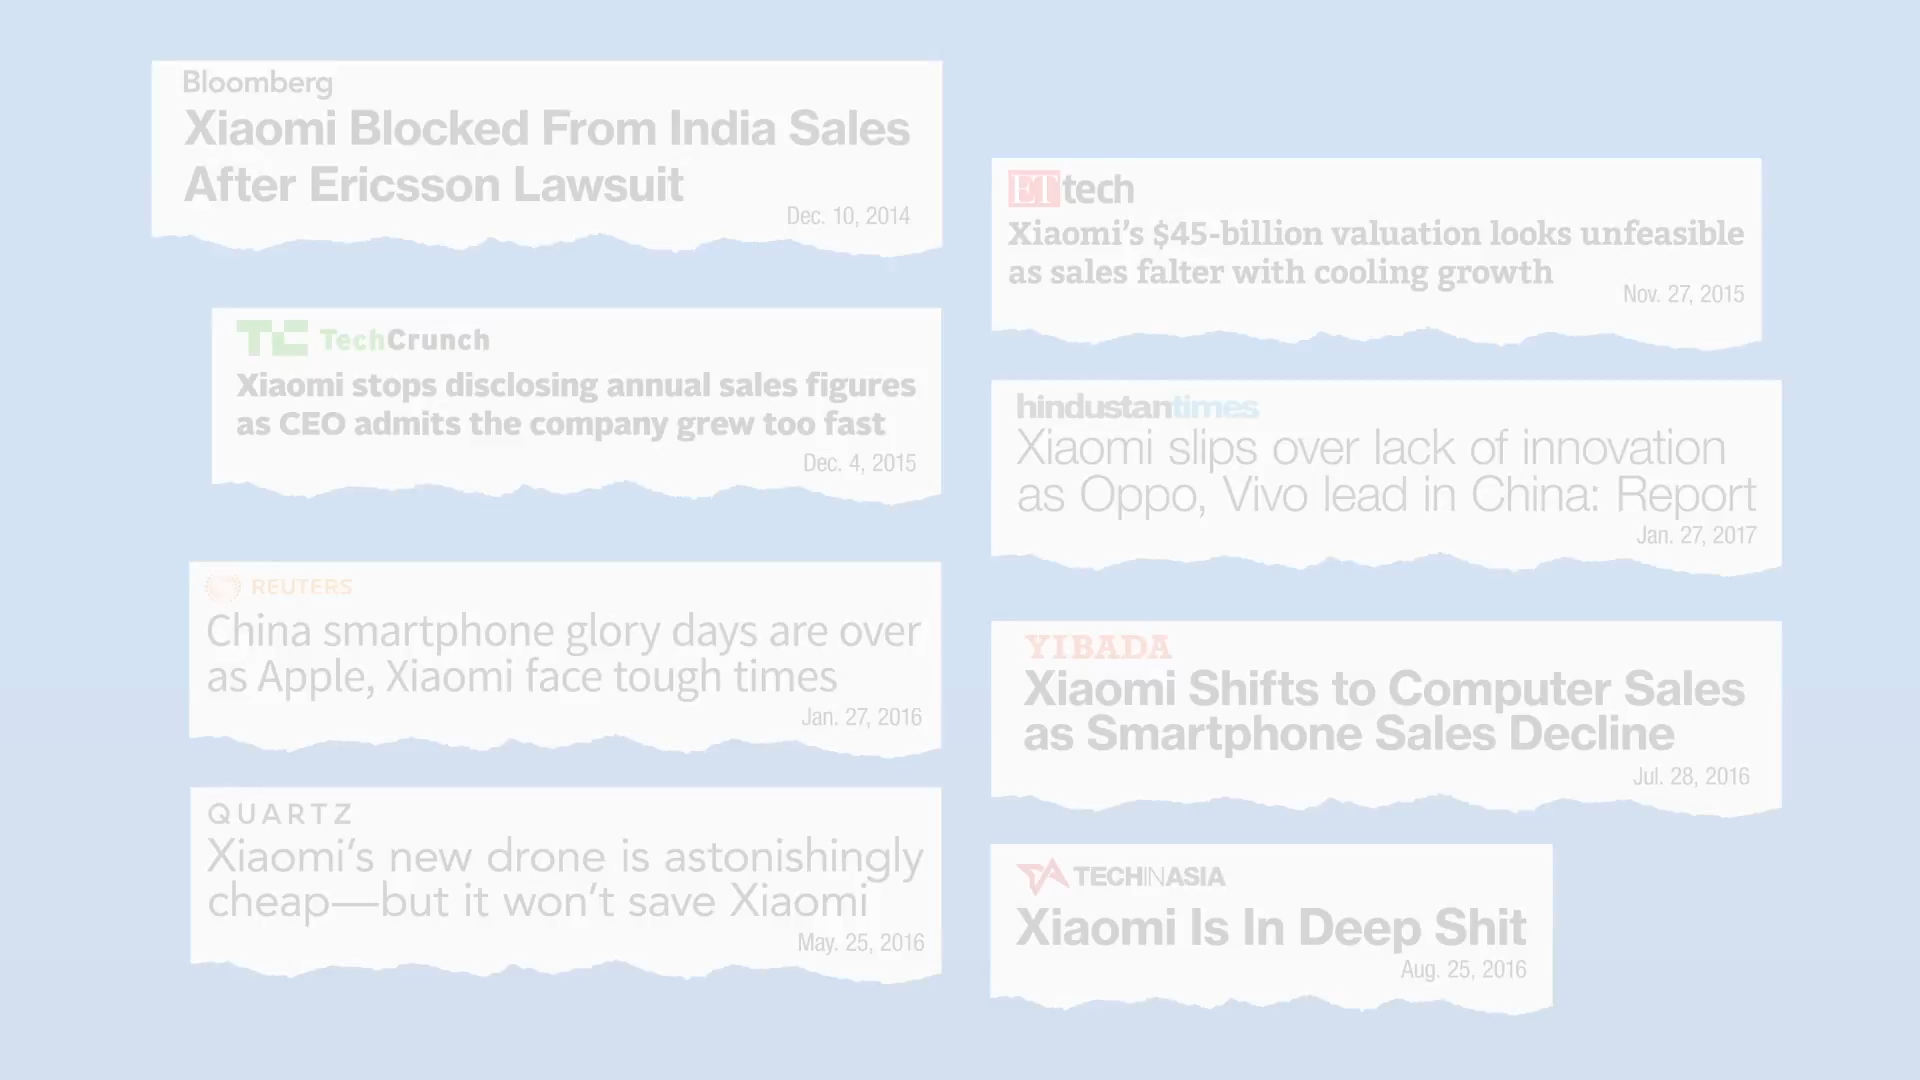 Bloomberg
Xiaomi Blocked From India Sales
After Ericsson Lawsuit
Dec. 10, 2014
TC TechCrunch
Xiaomi stops disclosing annual sales figures
as CEO admits the company grew too fast
Dec. 4, 2015
REUTERS
China smartphone glory days are over
as Apple, Xiaomi face tough times
Jan. 27, 2016
QUARTZ
Xiaomi's new drone is astonishingly
cheap—but it won't save Xiaomi
May. 25, 2016
ET tech
Xiaomi's $45-billion valuation looks unfeasible
as sales falter with cooling growth
Nov. 27, 2015
hindustantimes
Xiaomi slips over lack of innovation
as Oppo, Vivo lead in China: Report
Jan. 27, 2017
YIBADA
Xiaomi Shifts to Computer Sales
as Smartphone Sales Decline
Jul. 28, 2016
TECHINASIA
Xiaomi Is In Deep Shit
Aug. 25, 2016